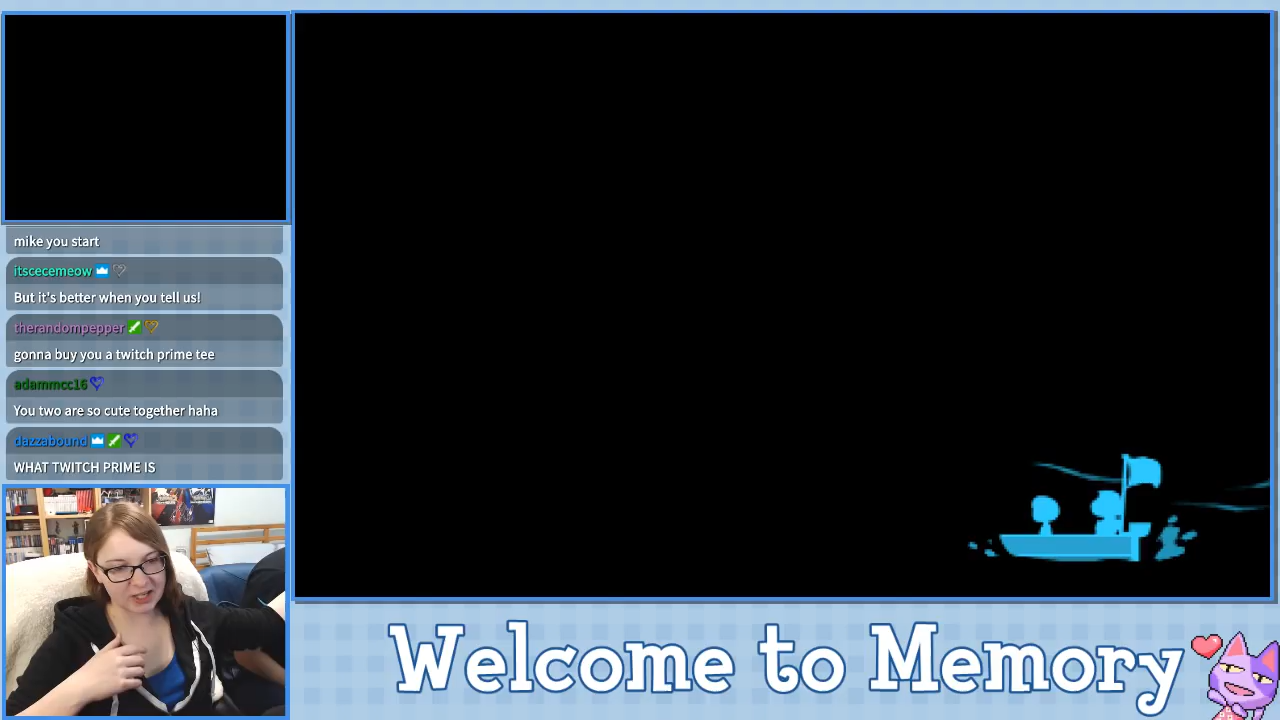 mike you start
itscecemeow
But it's better when you tell us!
therandompepper
gonna buy you a twitch prime tee
adammcc16
You two are so cute together haha
dazzabound
WHAT TWITCH PRIME IS
Welcome to Memory